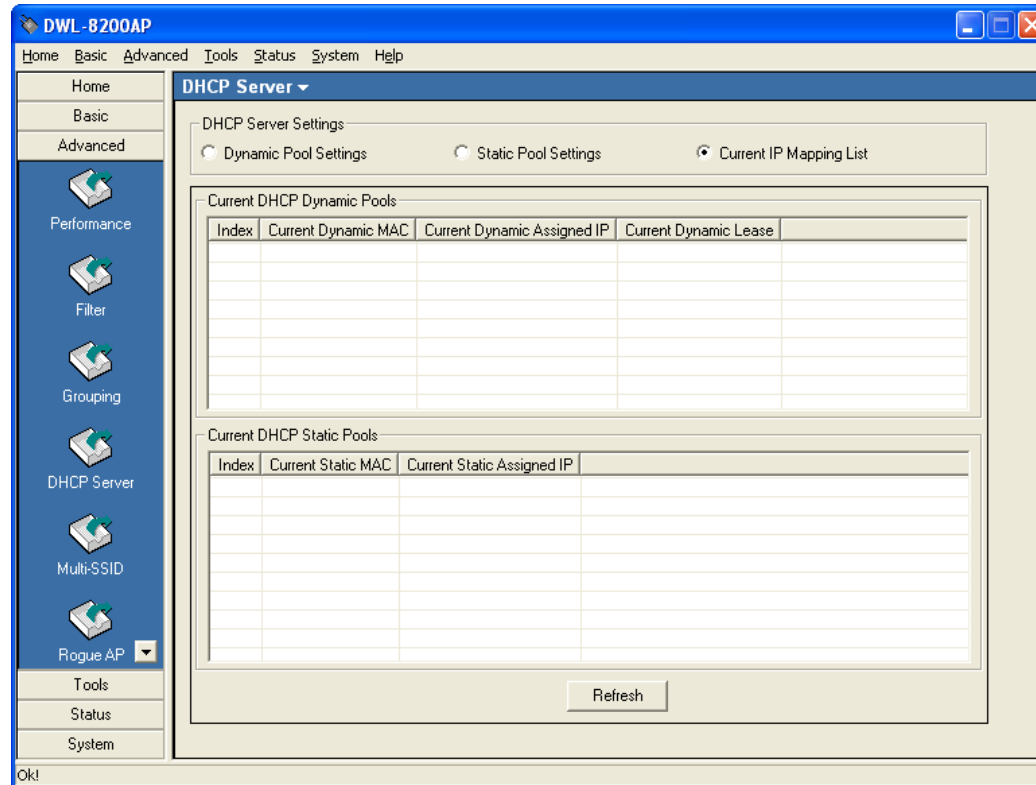 DWL-8200AP
Home Basic Advanced Tools Status System Help
Home
Basic
Advanced
Performance
Filter
Grouping
DHCP Server
Multi-SSID
Rogue AP
Tools
Status
System
DHCP Server
DHCP Server Settings
Dynamic Pool Settings Static Pool Settings Current IP Mapping List
Current DHCP Dynamic Pools
Index Current Dynamic MAC Current Dynamic Assigned IP Current Dynamic Lease
Current DHCP Static Pools
Index Current Static MAC Current Static Assigned IP
Refresh
Ok!